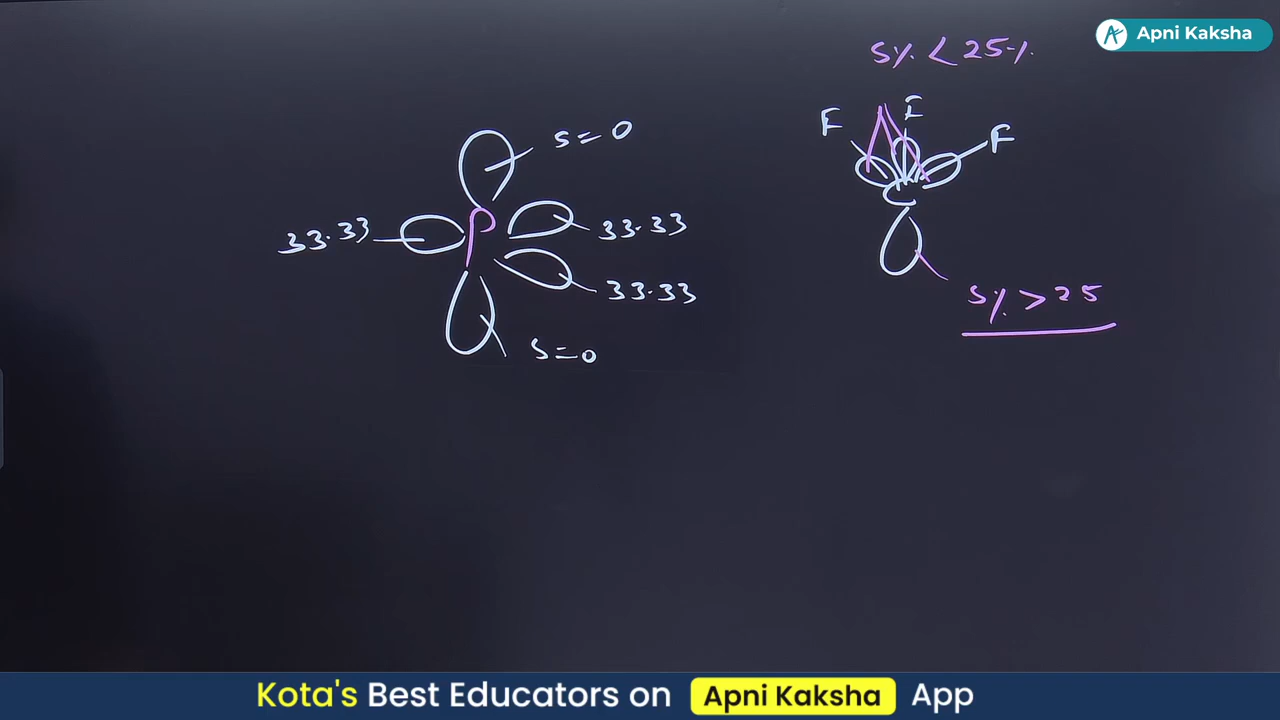 Apni Kaksha
S% < 25%
F F F
C
S% > 25
S = 0
33.33 P 33.33
33.33
S = 0
Kota's Best Educators on Apni Kaksha App